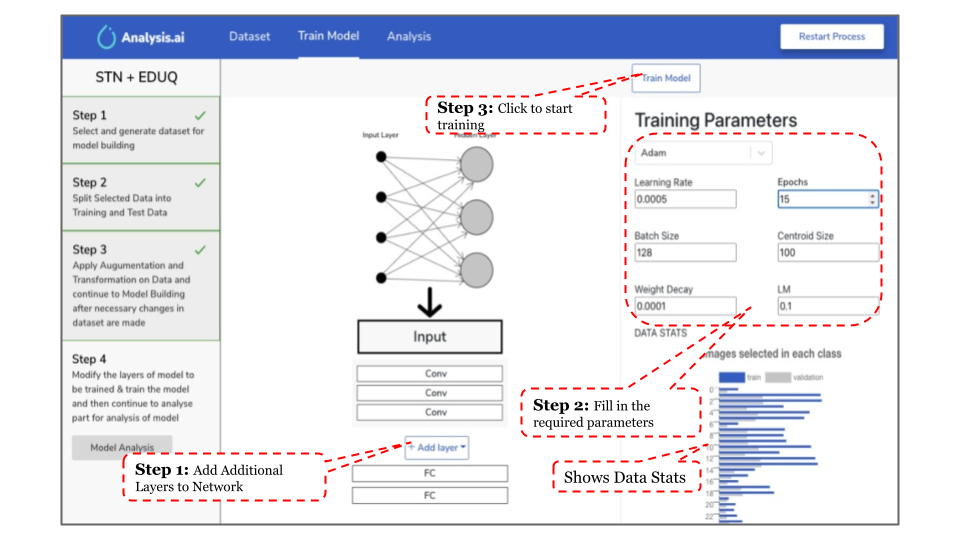 Analysis.ai
Dataset
Train Model
Analysis
Restart Process
STN + EDUQ
Step 1
Select and generate dataset for
model building
Step 2
Split Selected Data into
Training and Test Data
Step 3
Apply Augumentation and
Transformation on Data and
continue to Model Building
after necessary changes in
dataset are made
Step 4
Modify the layers of model to
be trained & train the model
and then continue to analyse
part for analysis of model
Model Analysis
Step 1: Add Additional
Layers to Network
Step 3: Click to start
training
Input Layer
Hidden Layer
Input
Conv
Conv
Conv
+ Add layer
FC
FC
Train Model
Training Parameters
Adam
Learning Rate
Epochs
0.0005
15
Batch Size
Centroid Size
128
100
Weight Decay
LM
0.0001
0.1
DATA STATS
mages selected in each class
train
validation
Step 2: Fill in the
required parameters
Shows Data Stats
0
2
4
6
8
10
12
14
16
18
20
22